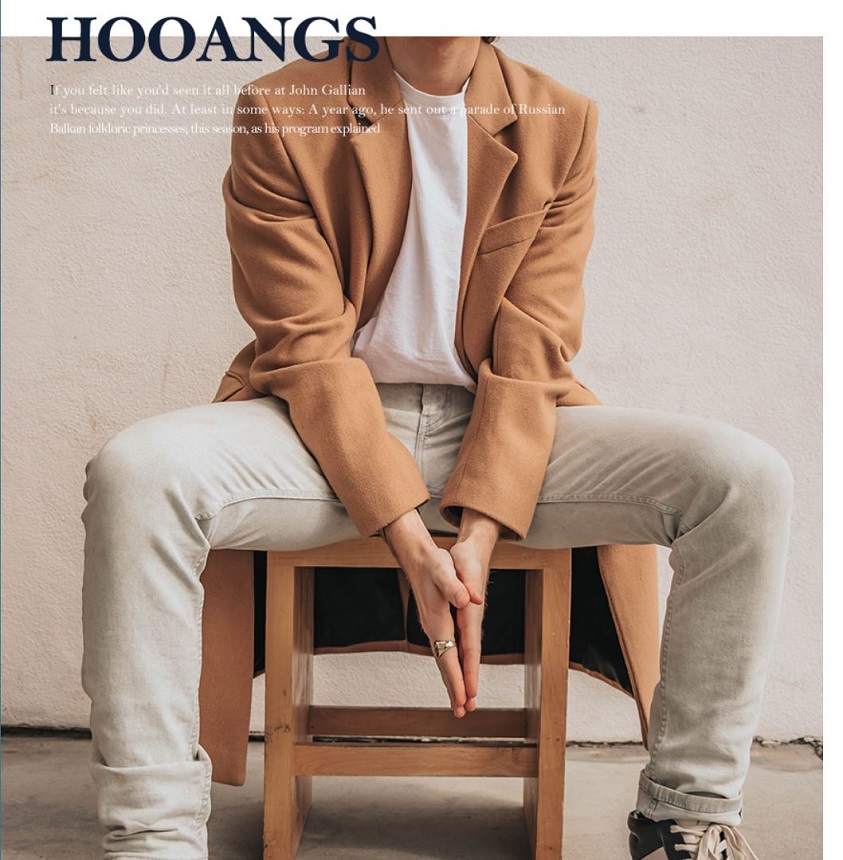 HOOANGS
If you felt like you'd seen it all before at John Gallian
it's because you did. At least in some ways: A year ago, he sent out a parade of Russian
Balkan folkloric princesses, this season, as his program explained